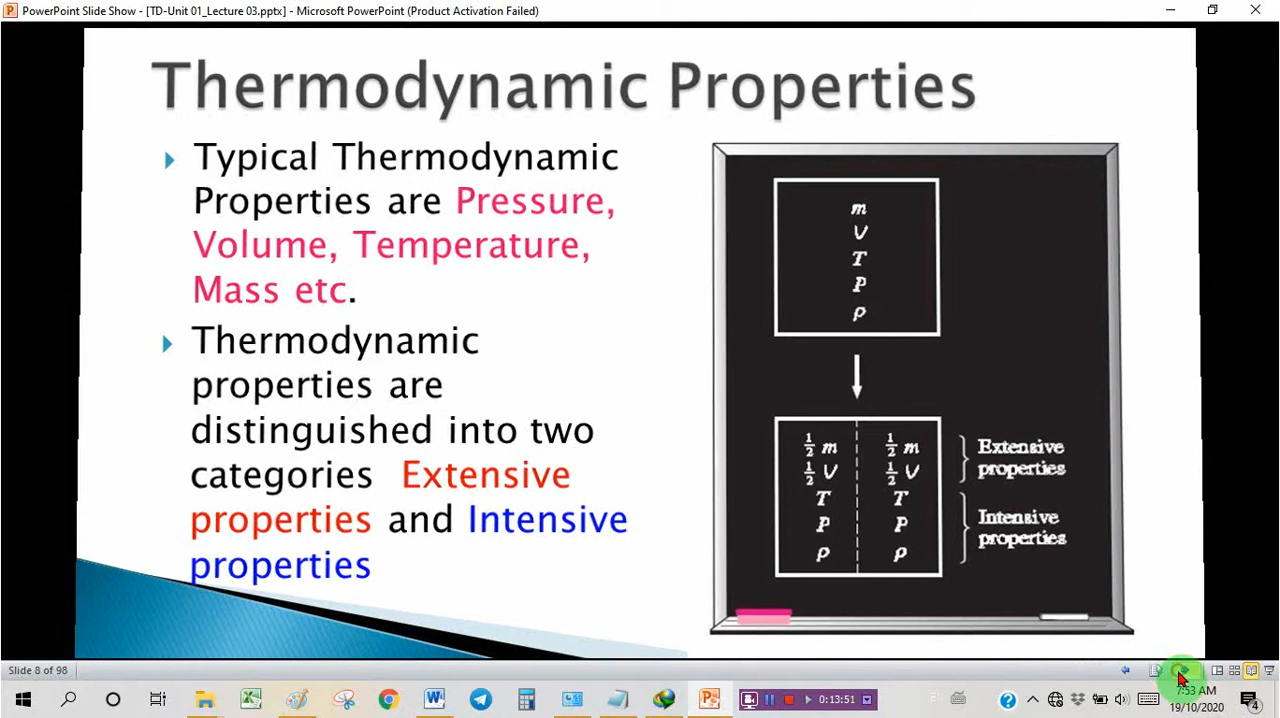 PowerPoint Slide Show - [TD-Unit 01_Lecture 03.pptx] - Microsoft PowerPoint (Product Activation Failed)
Thermodynamic Properties
Typical Thermodynamic
Properties are Pressure,
Volume, Temperature,
Mass etc.
Thermodynamic
properties are
distinguished into two
categories Extensive
properties and Intensive
properties
m
V
T
P
ρ
½ m ½ m
½ V ½ V
T T
P P
ρ ρ
Extensive
properties
Intensive
properties
Slide 8 of 98
0:13:51
7:53 AM
19/10/2020
4